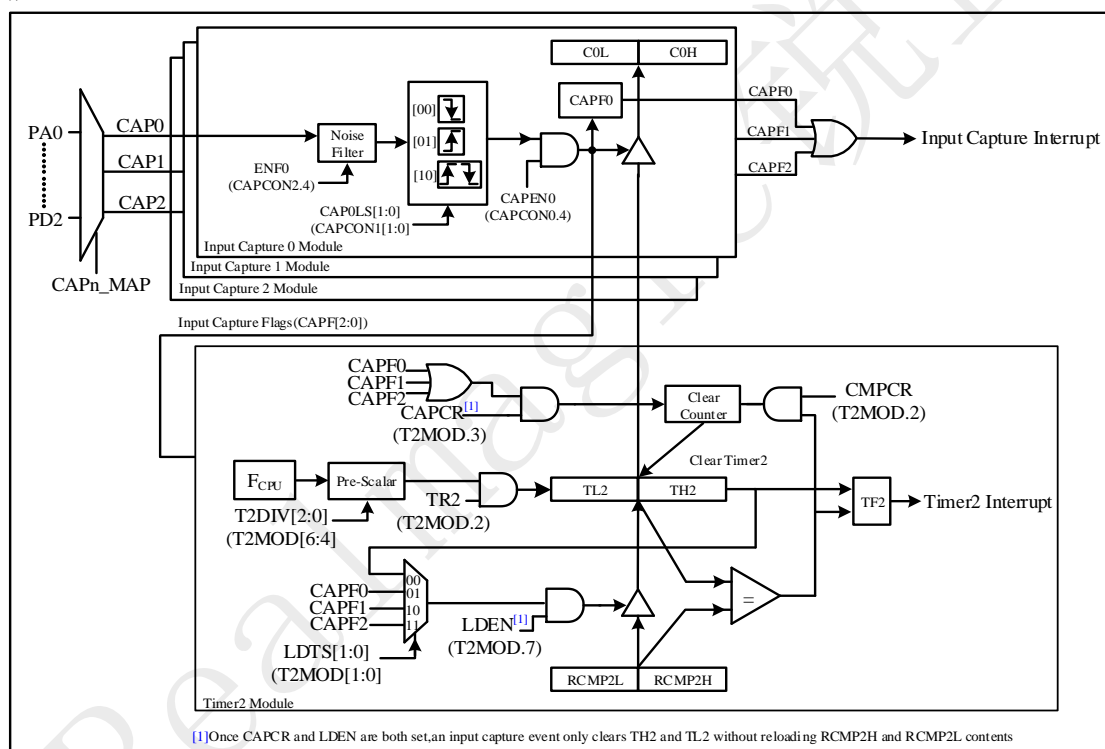 C0L C0H
CAPF0
CAPF0
PA0
CAP0
[00]
Noise
Filter
[01]
CAPF1
Input Capture Interrupt
CAP1
ENF0
(CAPCON2.4)
[10]
CAPF2
CAPEN0
(CAPCON0.4)
PD2
CAP2
CAP0LS[1:0]
(CAPCON1[1:0]
Input Capture 0 Module
Input Capture 1 Module
CAPn_MAP
Input Capture 2 Module
Input Capture Flags(CAPF[2:0])
CAPF0
CAPF1
CAPF2
CAPCR[1]
(T2MOD.3)
Clear
Counter
CMPCR
(T2MOD.2)
Clear Timer2
FCPU
Pre-Scalar
TL2 TH2
TR2
(T2MOD.2)
TF2
Timer2 Interrupt
T2DIV[2:0]
(T2MOD[6:4]
00
CAPF0 01
CAPF1 10
CAPF2 11
=
LDEN[1]
(T2MOD.7)
LDTS[1:0]
(T2MOD[1:0]
RCMP2L RCMP2H
Timer2 Module
[1]Once CAPCR and LDEN are both set,an input capture event only clears TH2 and TL2 without reloading RCMP2H and RCMP2L contents